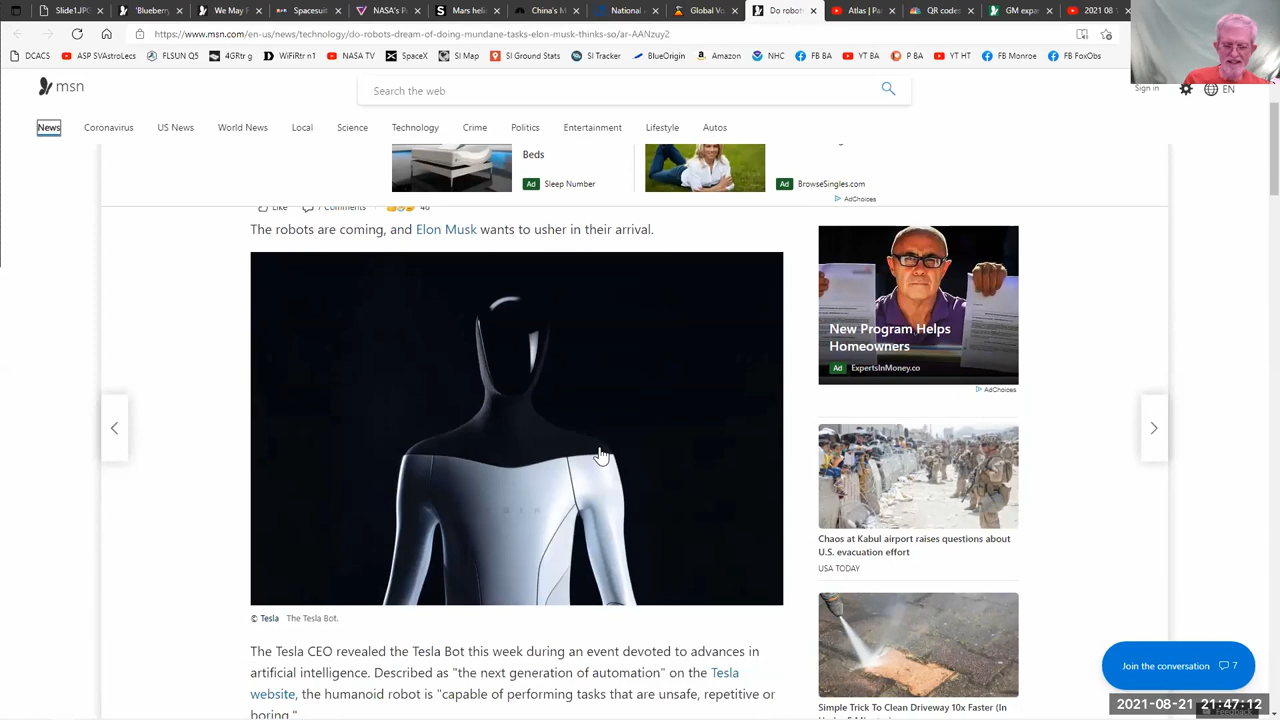 Slide1.JPG
Blueberr
We May F
Spacesuit
NASA's P
Mars heli
a M
National
Global Vo
Do robots
Atlas | Pa
QR codes
GM expan
2021 08
https://www.msn.com/en-us/news/technology/do-robots-dream-of-doing-mundane-tasks-elon-musk-thinks-so/ar-AANzuy2
DCACS
ASP SVAstroLecs
FLSUN Q5
4GRp
WiFiRtr n1
NASA TV
SpaceX
SI Map
SI Ground Stats
SI Tracker
BlueOrigin
Amazon
NHC
FB BA
YT BA
P BA
YT HT
FB Monroe
FB FoxObs
msn
Search the web
Sign in
EN
News
Coronavirus
US News
World News
Local
Science
Technology
Crime
Politics
Entertainment
Lifestyle
Autos
Beds
Ad Sleep Number
Ad BrowseSingles.com
AdChoices
Like
7 Comments
46
The robots are coming, and Elon Musk wants to usher in their arrival.
New Program Helps
Homeowners
Ad ExpertsInMoney.co
AdChoices
Chaos at Kabul airport raises questions about
U.S. evacuation effort
USA TODAY
© Tesla The Tesla Bot.
The Tesla CEO revealed the Tesla Bot this week during an event devoted to advances in
artificial intelligence. Described as "the next generation of automation" on the Tesla
website, the humanoid robot is "capable of performing tasks that are unsafe, repetitive or
boring."
Join the conversation 7
Simple Trick To Clean Driveway 10x Faster (In
2021-08-21 21:47:12
Feedback